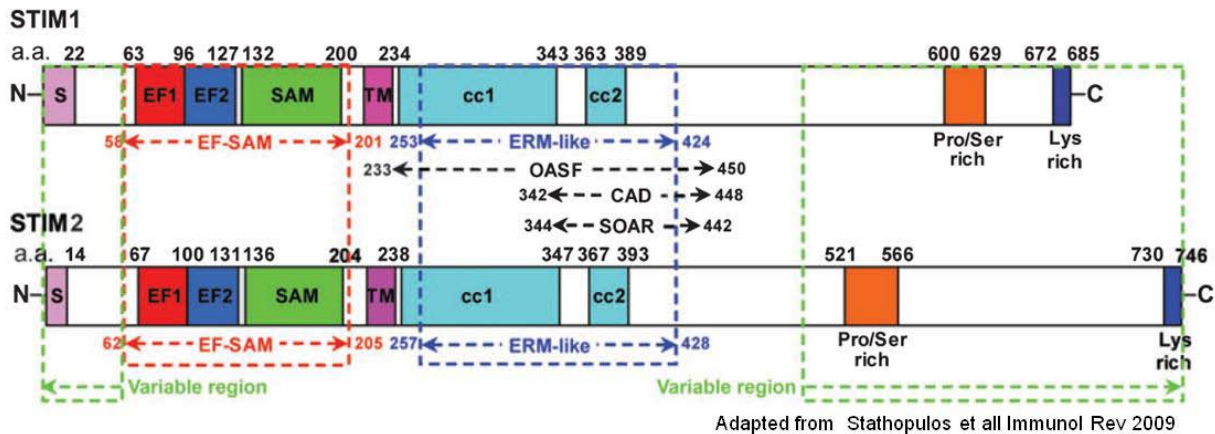 STIM1
a.a. 22 63 96 127 132 200 234 343 363 389 600 629 672 685
N S EF1 EF2 SAM TM cc1 cc2 C
58 EF-SAM 201 253 ERM-like 424 Pro/Ser rich Lys rich
233 OASF 450
342 CAD 448
344 SOAR 442
STIM2
a.a. 14 67 100 131 136 204 238 347 367 393 521 566 730 746
N S EF1 EF2 SAM TM cc1 cc2 C
62 EF-SAM 205 257 ERM-like 428 Pro/Ser rich Lys rich
Variable region Variable region
Adapted from Stathopulos et all Immunol Rev 2009